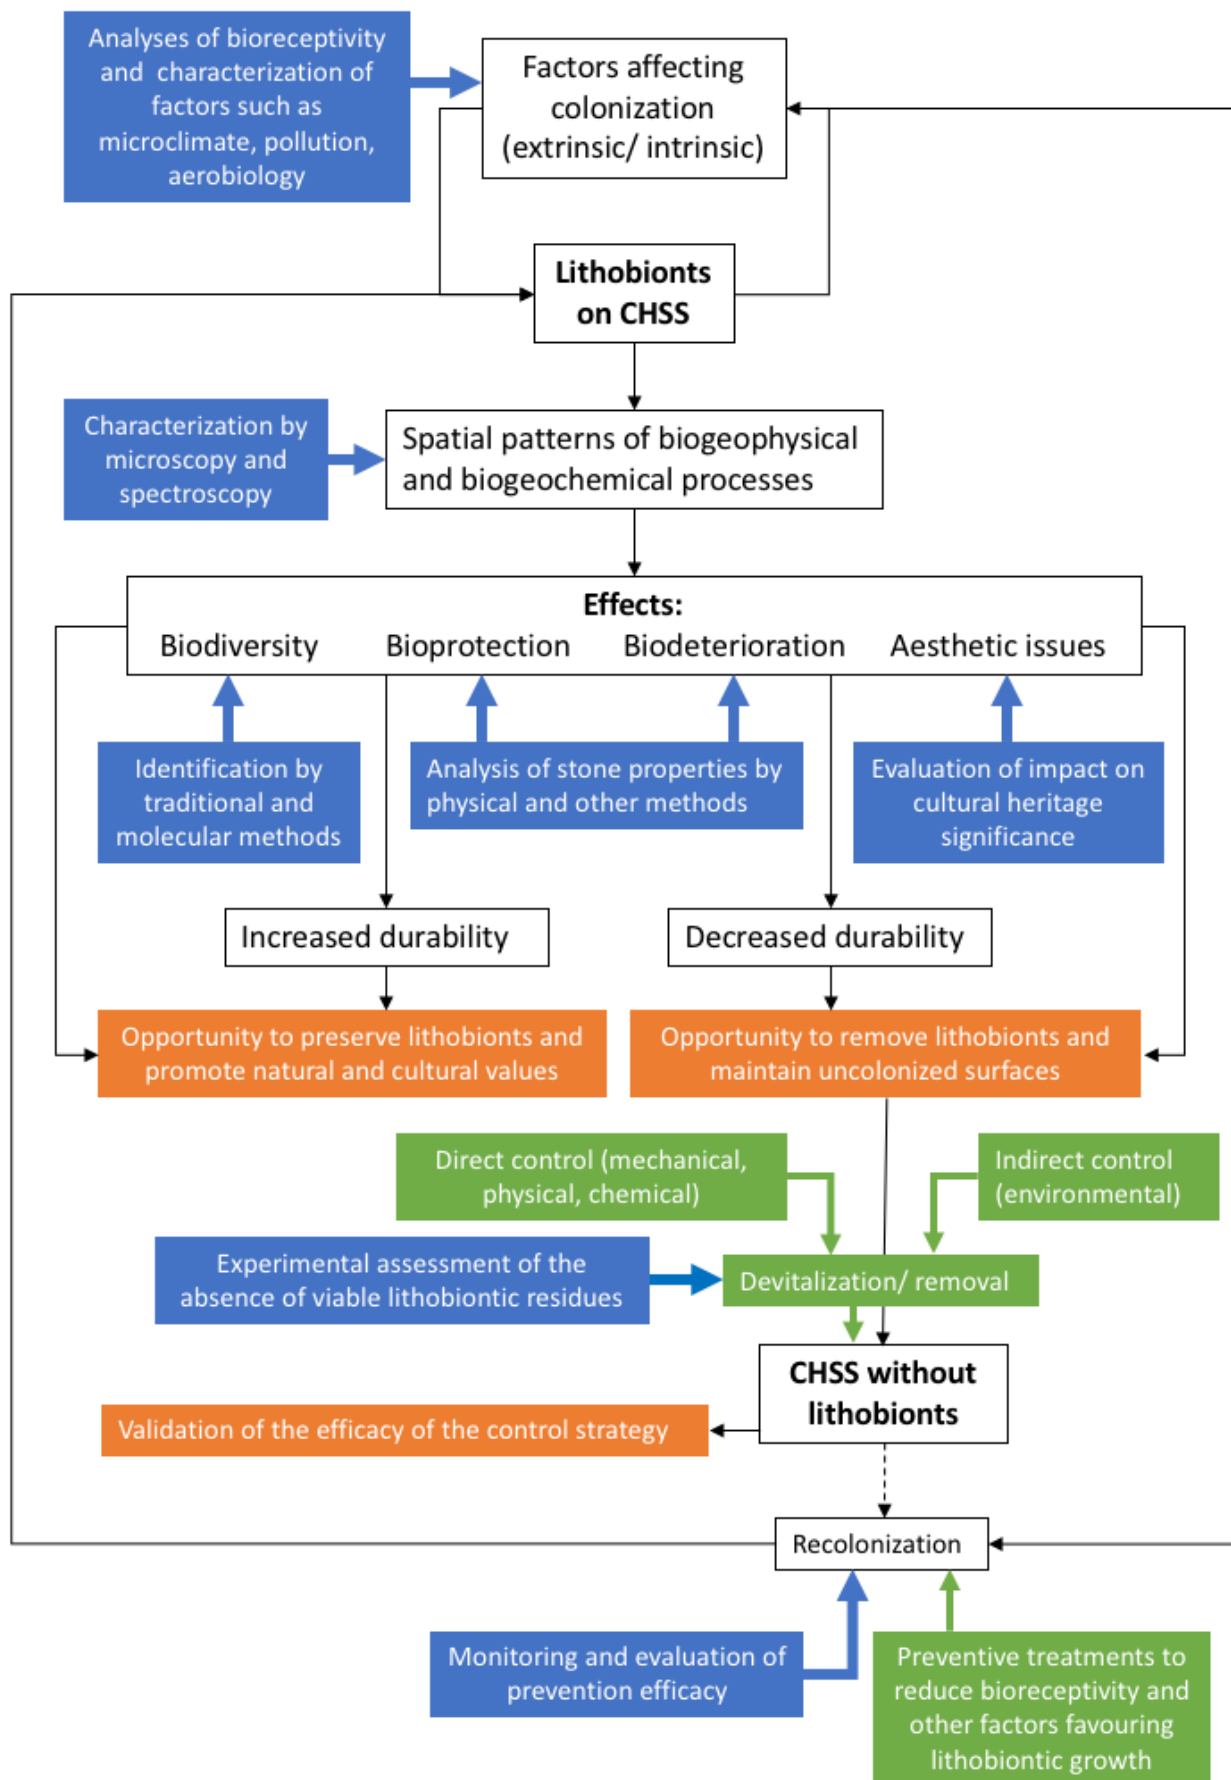 Analyses of bioreceptivity
and characterization of
factors such as
microclimate, pollution,
aerobiology
Factors affecting
colonization
(extrinsic/ intrinsic)
Lithobionts
on CHSS
Characterization by
microscopy and
spectroscopy
Spatial patterns of biogeophysical
and biogeochemical processes
Effects:
Biodiversity Bioprotection Biodeterioration Aesthetic issues
Identification by
traditional and
molecular methods
Analysis of stone properties by
physical and other methods
Evaluation of impact on
cultural heritage
significance
Increased durability
Decreased durability
Opportunity to preserve lithobionts and
promote natural and cultural values
Opportunity to remove lithobionts and
maintain uncolonized surfaces
Direct control (mechanical,
physical, chemical)
Indirect control
(environmental)
Experimental assessment of the
absence of viable lithobiontic residues
Devitalization/ removal
CHSS without
lithobionts
Validation of the efficacy of the control strategy
Recolonization
Monitoring and evaluation of
prevention efficacy
Preventive treatments to
reduce bioreceptivity and
other factors favouring
lithobiontic growth